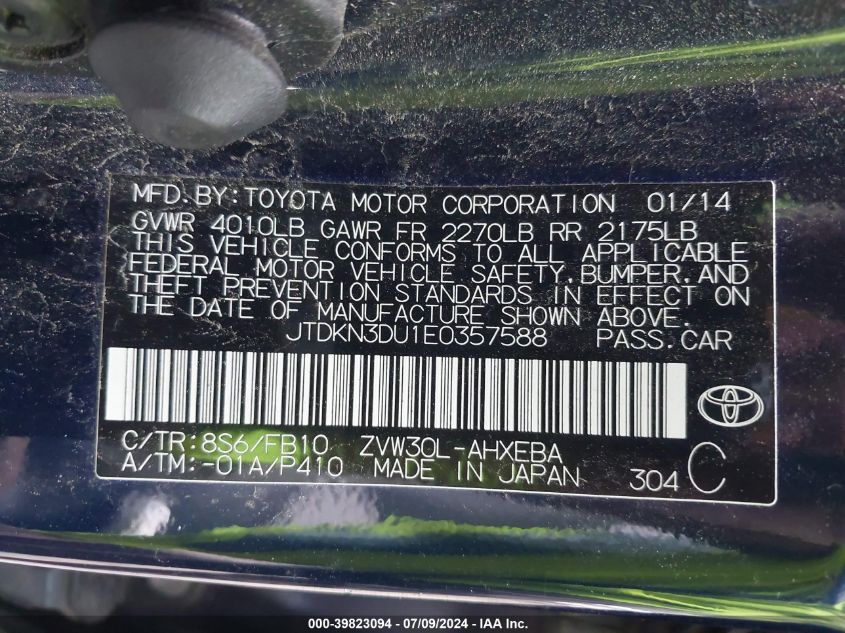 MFD.BY:TOYOTA MOTOR CORPORATION 01/14
GVWR 4010LB GAWR FR 2270LB RR 2175LB
THIS VEHICLE CONFORMS TO ALL APPLICABLE
FEDERAL MOTOR VEHICLE SAFETY,BUMPER,AND
THEFT PREVENTION STANDARDS IN EFFECT ON
THE DATE OF MANUFACTURE SHOWN ABOVE.
JTDKN3DU1E0357588 PASS.CAR
C/TR:8S6/FB10 ZVW30L-AHXEBA
A/TM:-01A/P410 MADE IN JAPAN 304 C
000-39823094 / 07/09/2024 - IAA Inc.